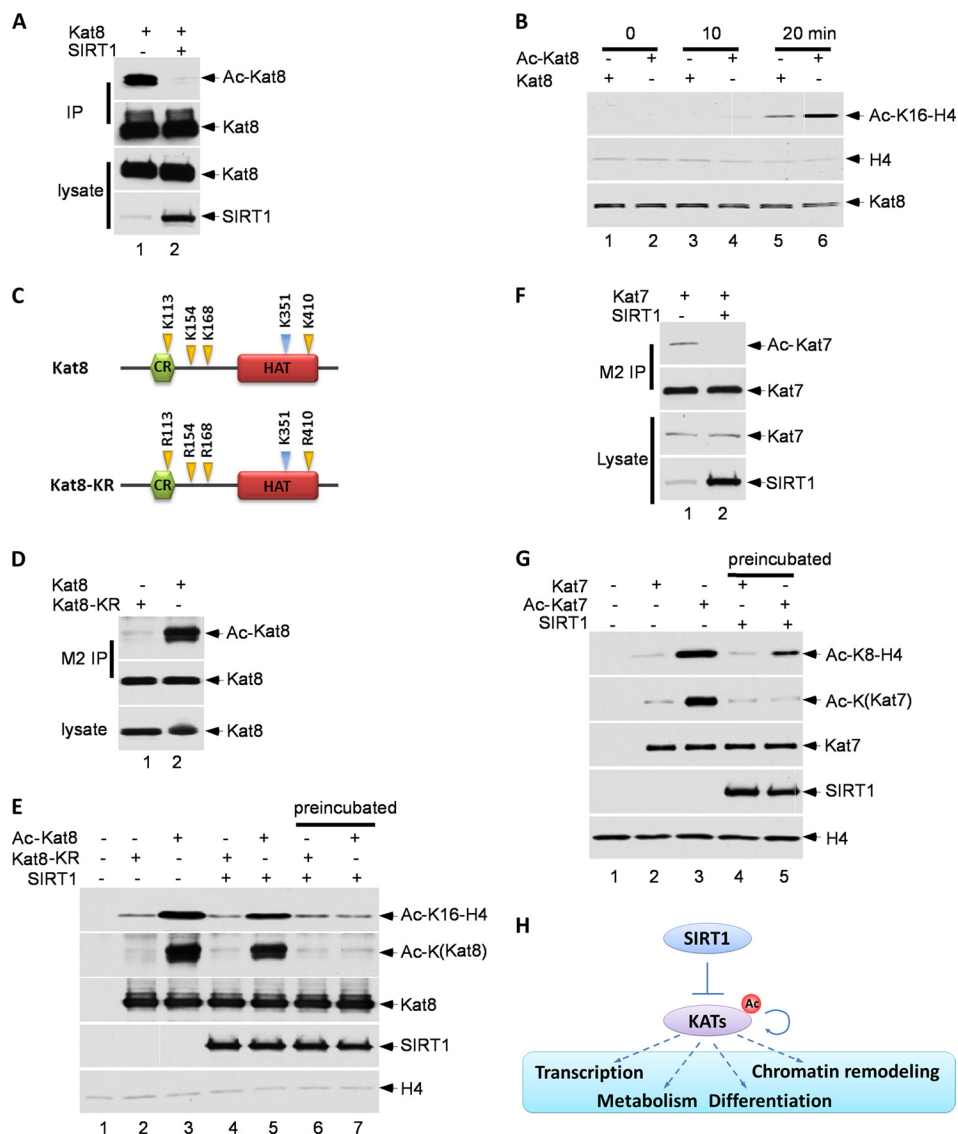 A
Kat8 + +
SIRT1 - +
Ac-Kat8
IP
Kat8
Kat8
lysate
SIRT1
1 2
B
0 10 20 min
Ac-Kat8 - + - + - +
Kat8 + - + - + -
Ac-K16-H4
H4
Kat8
1 2 3 4 5 6
C
K113 K154 K168 K351 K410
Kat8 CR HAT
R113 R154 R168 K351 R410
Kat8-KR CR HAT
D
Kat8 - +
Kat8-KR + -
Ac-Kat8
M2 IP
Kat8
lysate Kat8
1 2
E
preincubated
Ac-Kat8 - - + - + - +
Kat8-KR - + - + - + -
SIRT1 - - - + + + +
Ac-K16-H4
Ac-K(Kat8)
Kat8
SIRT1
H4
1 2 3 4 5 6 7
F
Kat7 + +
SIRT1 - +
Ac-Kat7
M2 IP
Kat7
Kat7
Lysate
SIRT1
1 2
G
preincubated
Kat7 - + - + -
Ac-Kat7 - - + - +
SIRT1 - - - + +
Ac-K8-H4
Ac-K(Kat7)
Kat7
SIRT1
H4
1 2 3 4 5
H
SIRT1
Ac
KATs
Transcription Chromatin remodeling
Metabolism Differentiation